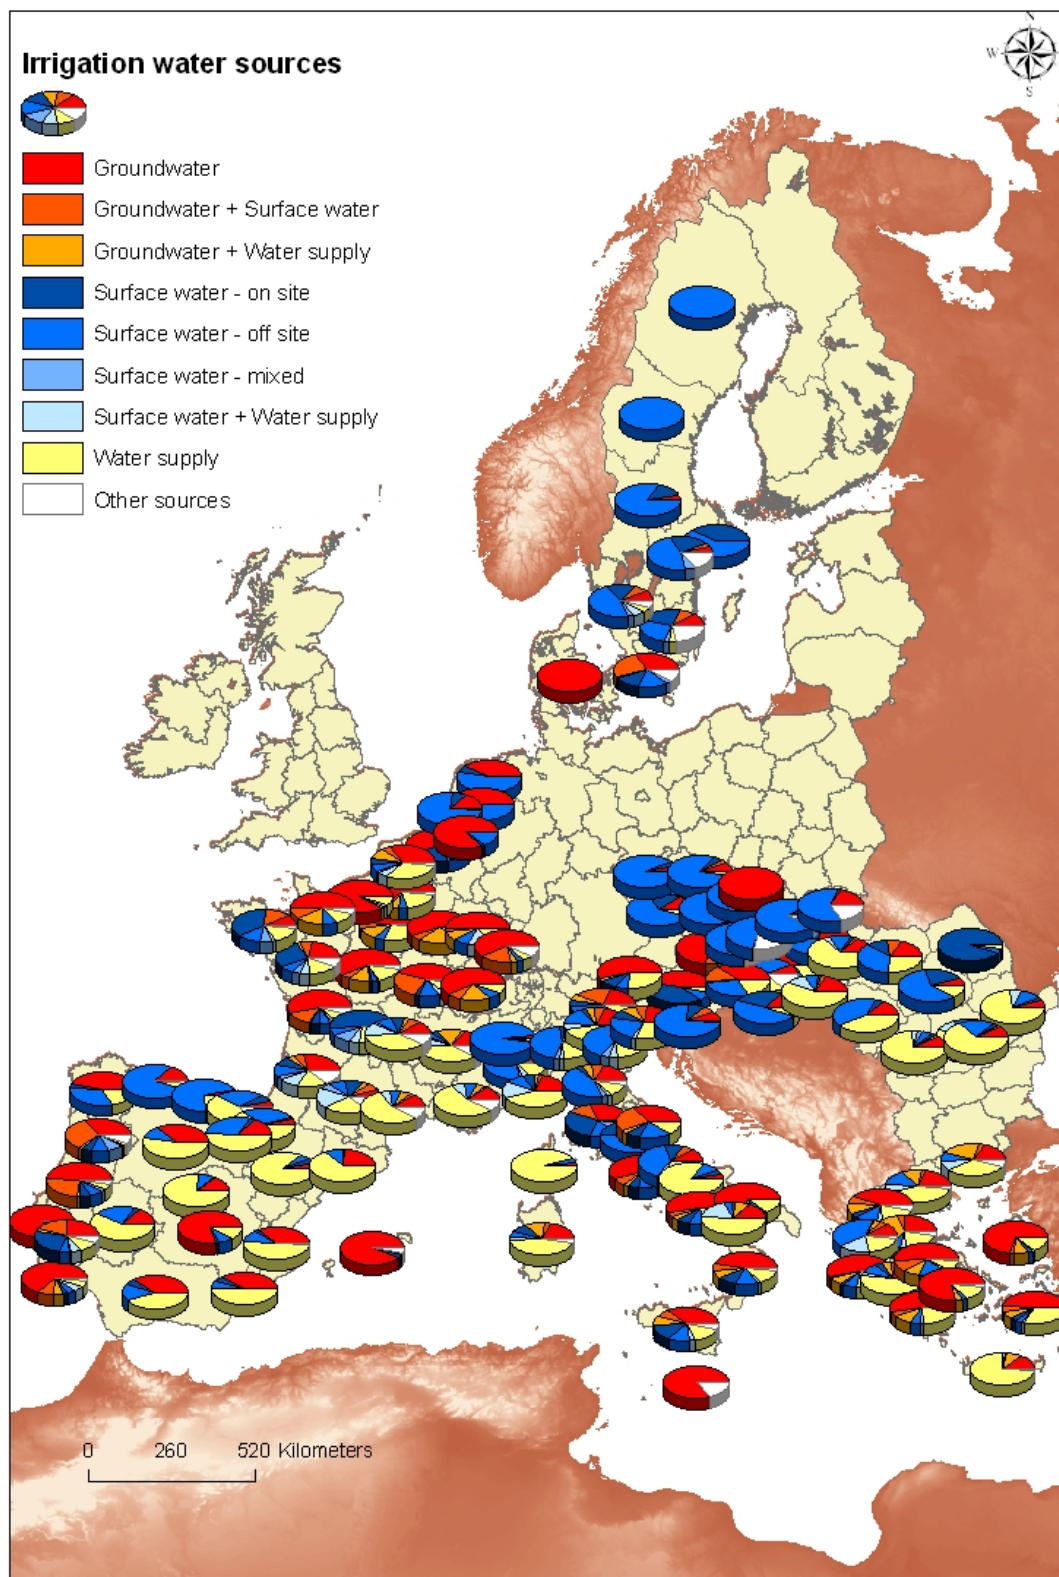 N
W
S
Irrigation water sources
Groundwater
Groundwater + Surface water
Groundwater + Water supply
Surface water - on site
Surface water - off site
Surface water - mixed
Surface water + Water supply
Water supply
Other sources
0 260 520 Kilometers